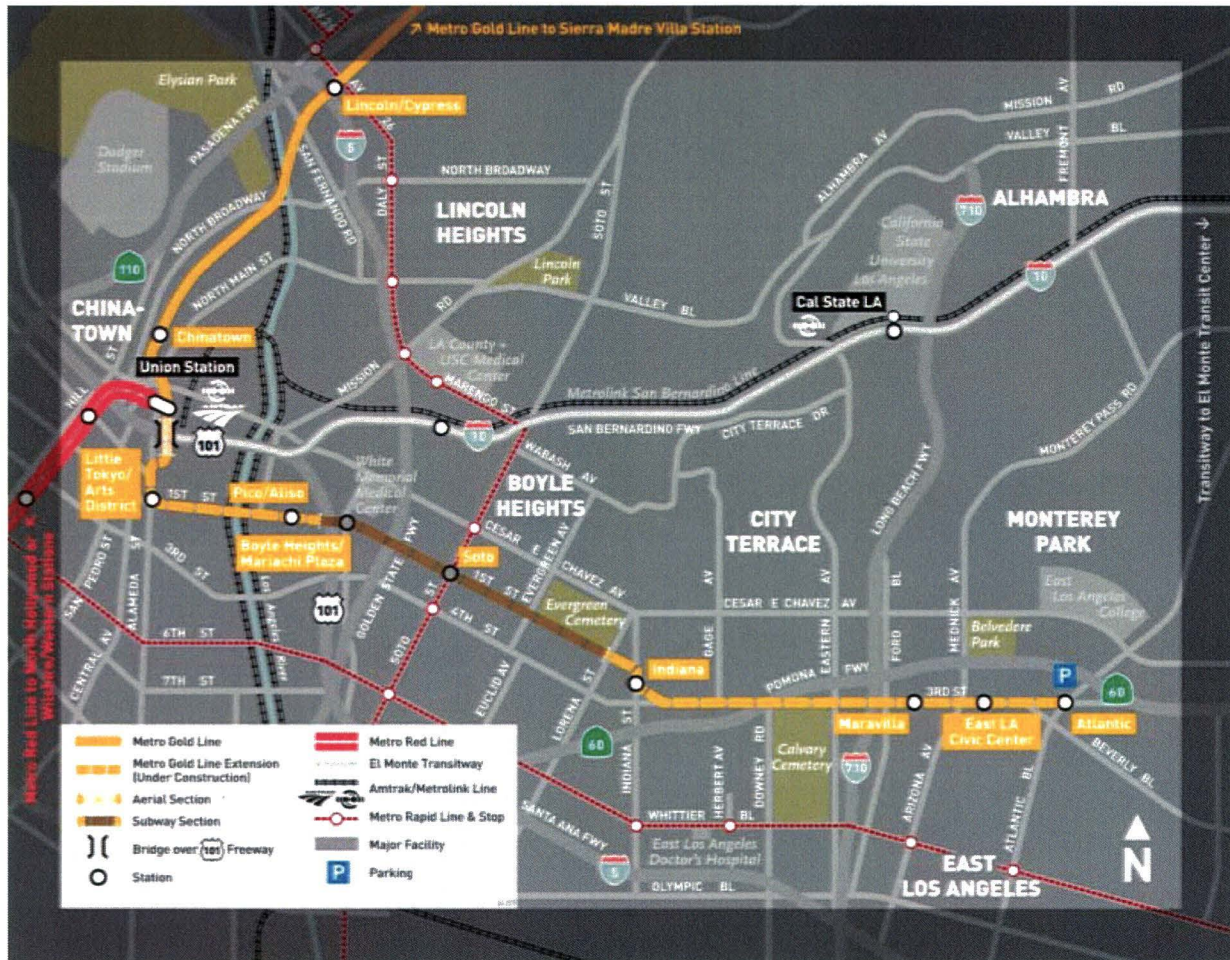 ↗ Metro Gold Line to Sierra Madre Villa Station
Elysian Park
Lincoln/Cypress
AV
26
MISSION
RD
AV
FREMONT
VALLEY
BL
ALHAMBRA AV
PASADENA FWY
Dodger
Stadium
5
SAN FERNANDO RD
DALY ST
NORTH BROADWAY
LINCOLN
HEIGHTS
SOTO ST
ALHAMBRA
710
California
State
University
Los Angeles
NORTH BROADWAY
110
NORTH MAIN ST
Lincoln
Park
VALLEY
BL
RD
10
Cal State LA
Transitway to El Monte Transit Center ↓
CHINA-
TOWN
Chinatown
ST
HILL
Union Station
LA County +
USC Medical
Center
MISSION
MARENGO ST
Metrolink San Bernardino Line
10
SAN BERNARDINO FWY
CITY TERRACE DR
MONTEREY PASS RD
101
Little
Tokyo/
Arts
District
1ST ST
Pico/Aliso
White
Memorial
Medical
Center
WABASH AV
BOYLE
HEIGHTS
CITY
TERRACE
LONG BEACH FWY
MONTEREY
PARK
Boyle Heights/
Mariachi Plaza
CESAR E CHAVEZ AV
EVERGREEN AV
Soto
1ST ST
3RD ST
SAN PEDRO ST
ALAMEDA ST
Los Angeles River
101
GOLDEN STATE FWY
SOTO ST
4TH ST
Evergreen
Cemetery
GAGE AV
CESAR E CHAVEZ AV
EASTERN AV
FORD BL
MEDNICK AV
East
Los Angeles
College
Belvedere
Park
CENTRAL AV
6TH ST
7TH ST
EUCLID AV
LORENA ST
Indiana
POMONA FWY
3RD ST
P
60
Maravilla
East LA
Civic Center
Atlantic
Metro Red Line to North Hollywood or
Wilshire/Western Stations
60
INDIANA ST
HERBERT AV
DOWNEY RD
Calvary
Cemetery
710
ARIZONA AV
ATLANTIC BL
BEVERLY BL
WHITTIER BL
SANTA ANA FWY
East Los Angeles
Doctor's Hospital
5
OLYMPIC BL
EAST
LOS ANGELES
N
Metro Gold Line
Metro Gold Line Extension
(Under Construction)
Aerial Section
Subway Section
Bridge over 101 Freeway
Station
Metro Red Line
El Monte Transitway
Amtrak/Metrolink Line
Metro Rapid Line & Stop
Major Facility
P Parking